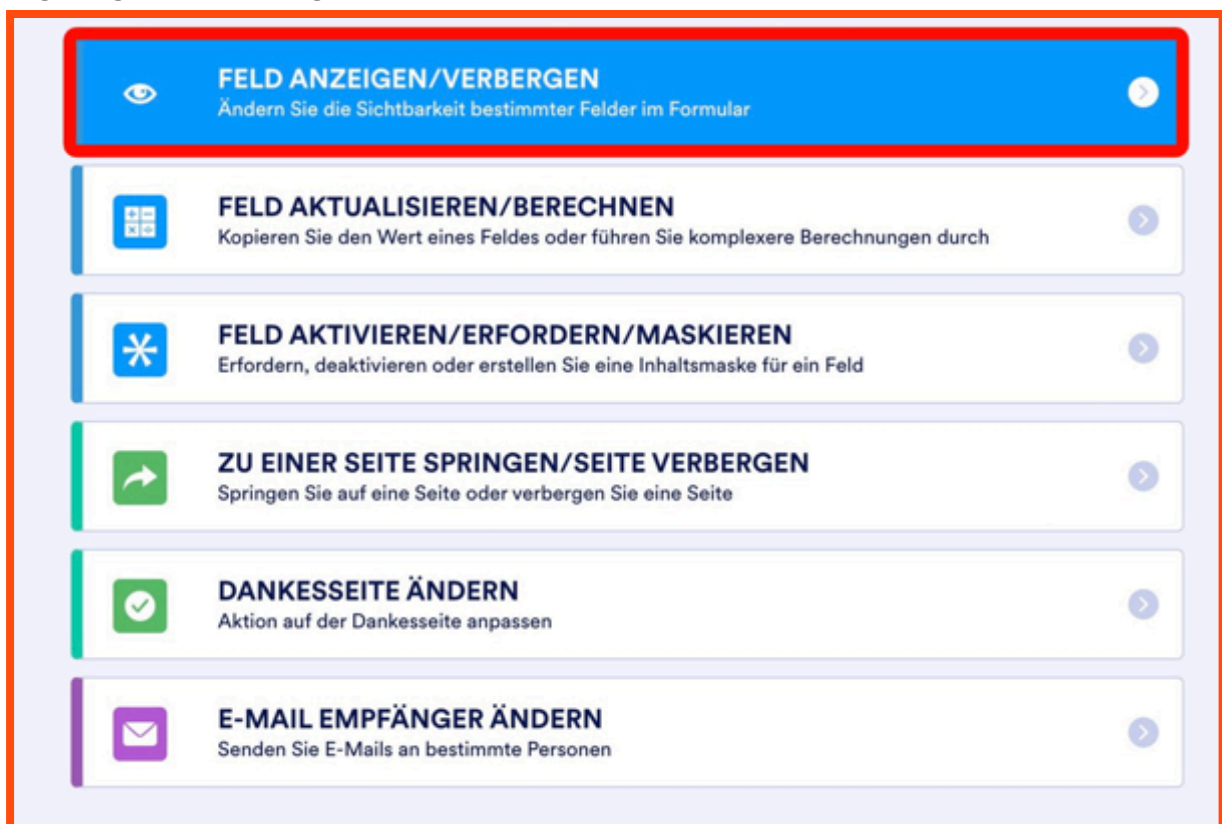 FELD ANZEIGEN/VERBERGEN
Ändern Sie die Sichtbarkeit bestimmter Felder im Formular
FELD AKTUALISIEREN/BERECHNEN
Kopieren Sie den Wert eines Feldes oder führen Sie komplexere Berechnungen durch
FELD AKTIVIEREN/ERFORDERN/MASKIEREN
Erfordern, deaktivieren oder erstellen Sie eine Inhaltsmaske für ein Feld
ZU EINER SEITE SPRINGEN/SEITE VERBERGEN
Springen Sie auf eine Seite oder verbergen Sie eine Seite
DANKESSEITE ÄNDERN
Aktion auf der Dankesseite anpassen
E-MAIL EMPFÄNGER ÄNDERN
Senden Sie E-Mails an bestimmte Personen